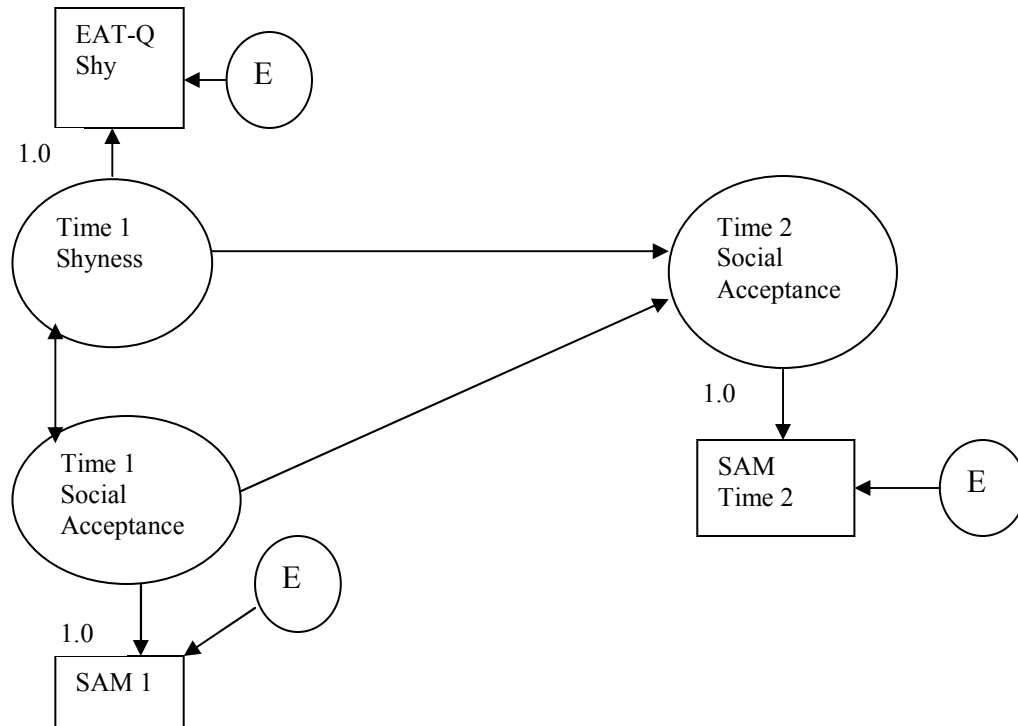 EAT-Q
Shy
E
1.0
Time 1
Shyness
Time 2
Social
Acceptance
1.0
Time 1
Social
Acceptance
SAM
Time 2
E
E
1.0
SAM 1